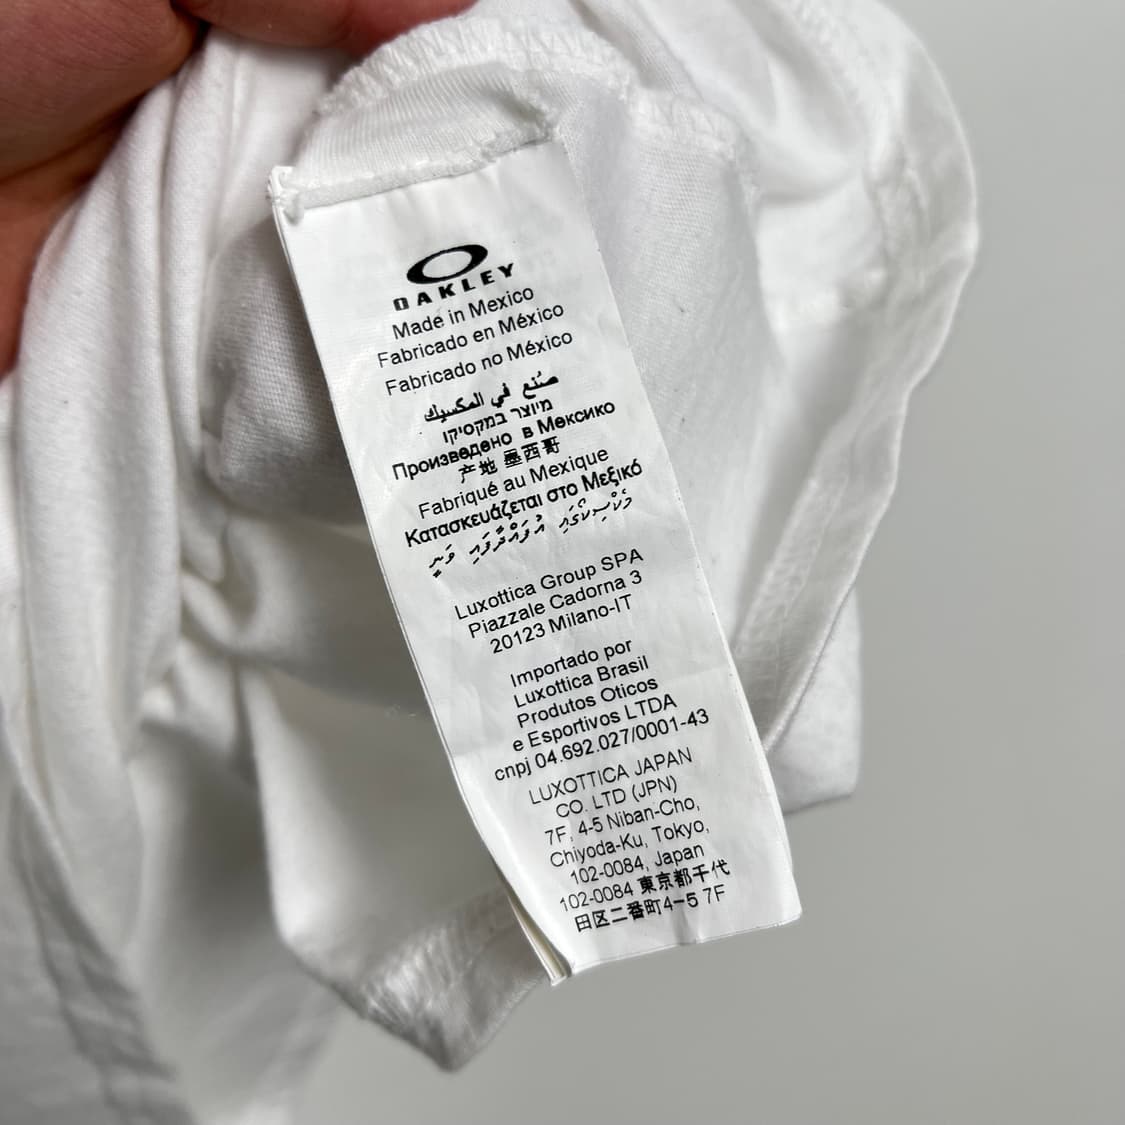 OAKLEY
Made in Mexico
Fabricado en México
Fabricado no México
صُنع في المكسيك
מיוצר במקסיקו
Произведено в Мексико
产地 墨西哥
Fabriqué au Mexique
Κατασκευάζεται στο Μεξικό
Luxottica Group SPA
Piazzale Cadorna 3
20123 Milano-IT
Importado por
Luxottica Brasil
Produtos Oticos
e Esportivos LTDA
cnpj 04.692.027/0001-43
LUXOTTICA JAPAN
CO. LTD (JPN)
7F, 4-5 Niban-Cho,
Chiyoda-Ku, Tokyo,
102-0084, Japan
102-0084 東京都千代
田区二番町4-5 7F